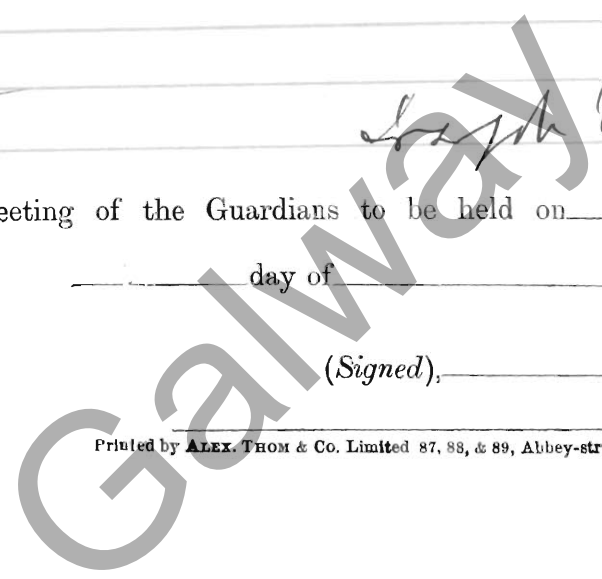 Joseph
eeting of the Guardians to be held on
day of
(Signed),
Printed by ALEX. THOM & CO. Limited 87, 88, & 89, Abbey-str
Galway